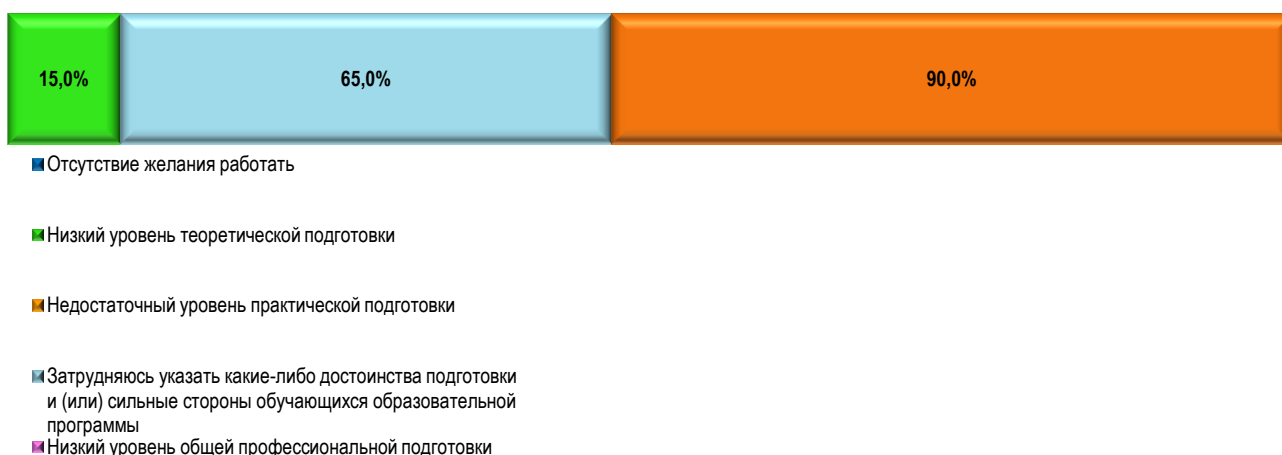 15,0% 65,0% 90,0%
Отсутствие желания работать
Низкий уровень теоретической подготовки
Недостаточный уровень практической подготовки
Затрудняюсь указать какие-либо достоинства подготовки
и (или) сильные стороны обучающихся образовательной
программы
Низкий уровень общей профессиональной подготовки